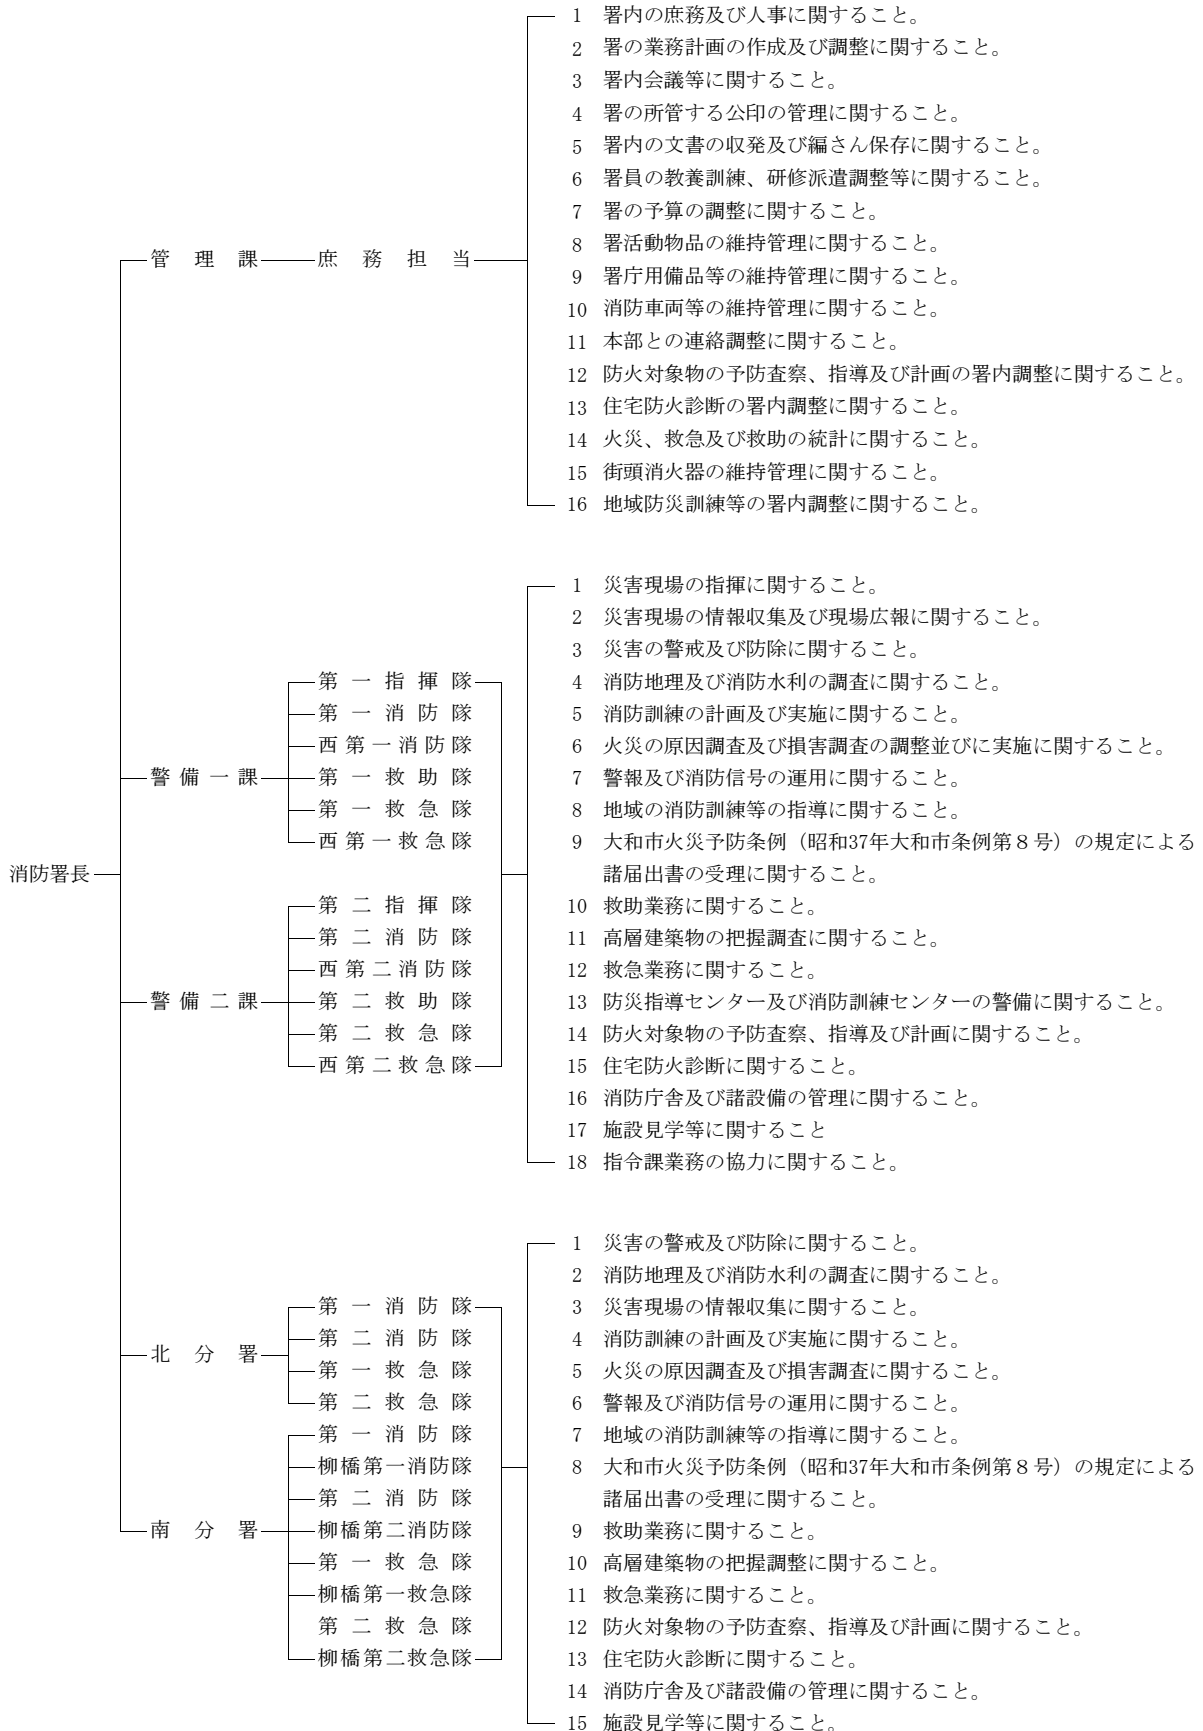 消防署長
管理課
庶務担当
1 署内の庶務及び人事に関すること。
2 署の業務計画の作成及び調整に関すること。
3 署内会議等に関すること。
4 署の所管する公印の管理に関すること。
5 署内の文書の収発及び編さん保存に関すること。
6 署員の教養訓練、研修派遣調整等に関すること。
7 署の予算の調整に関すること。
8 署活動物品の維持管理に関すること。
9 署庁用備品等の維持管理に関すること。
10 消防車両等の維持管理に関すること。
11 本部との連絡調整に関すること。
12 防火対象物の予防査察、指導及び計画の署内調整に関すること。
13 住宅防火診断の署内調整に関すること。
14 火災、救急及び救助の統計に関すること。
15 街頭消火器の維持管理に関すること。
16 地域防災訓練等の署内調整に関すること。
警備一課
第一指揮隊
第一消防隊
西第一消防隊
第一救助隊
第一救急隊
西第一救急隊
警備二課
第二指揮隊
第二消防隊
西第二消防隊
第二救助隊
第二救急隊
西第二救急隊
1 災害現場の指揮に関すること。
2 災害現場の情報収集及び現場広報に関すること。
3 災害の警戒及び防除に関すること。
4 消防地理及び消防水利の調査に関すること。
5 消防訓練の計画及び実施に関すること。
6 火災の原因調査及び損害調査の調整並びに実施に関すること。
7 警報及び消防信号の運用に関すること。
8 地域の消防訓練等の指導に関すること。
9 大和市火災予防条例（昭和37年大和市条例第８号）の規定による
諸届出書の受理に関すること。
10 救助業務に関すること。
11 高層建築物の把握調査に関すること。
12 救急業務に関すること。
13 防災指導センター及び消防訓練センターの警備に関すること。
14 防火対象物の予防査察、指導及び計画に関すること。
15 住宅防火診断に関すること。
16 消防庁舎及び諸設備の管理に関すること。
17 施設見学等に関すること
18 指令課業務の協力に関すること。
北分署
第一消防隊
第二消防隊
第一救急隊
第二救急隊
南分署
第一消防隊
柳橋第一消防隊
第二消防隊
柳橋第二消防隊
第一救急隊
柳橋第一救急隊
第二救急隊
柳橋第二救急隊
1 災害の警戒及び防除に関すること。
2 消防地理及び消防水利の調査に関すること。
3 災害現場の情報収集に関すること。
4 消防訓練の計画及び実施に関すること。
5 火災の原因調査及び損害調査に関すること。
6 警報及び消防信号の運用に関すること。
7 地域の消防訓練等の指導に関すること。
8 大和市火災予防条例（昭和37年大和市条例第８号）の規定による
諸届出書の受理に関すること。
9 救助業務に関すること。
10 高層建築物の把握調整に関すること。
11 救急業務に関すること。
12 防火対象物の予防査察、指導及び計画に関すること。
13 住宅防火診断に関すること。
14 消防庁舎及び諸設備の管理に関すること。
15 施設見学等に関すること。